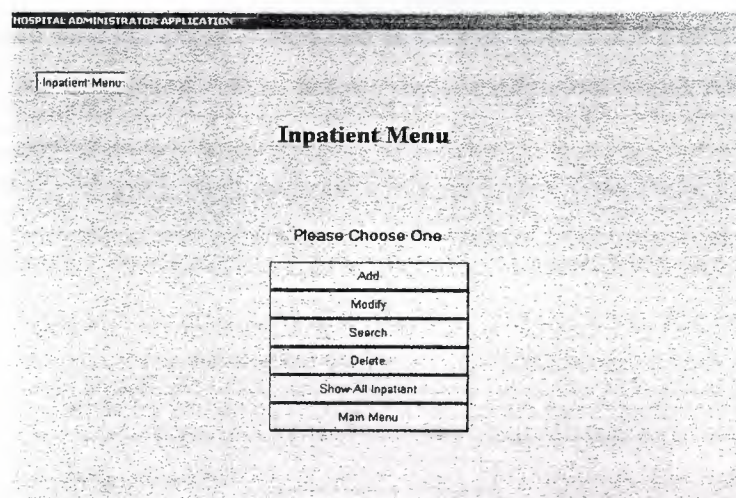 HOSPITAL ADMINISTRATOR APPLICATION
Inpatient Menu
Inpatient Menu
Please Choose One
Add
Modify
Search
Delete
Show All Inpatient
Main Menu